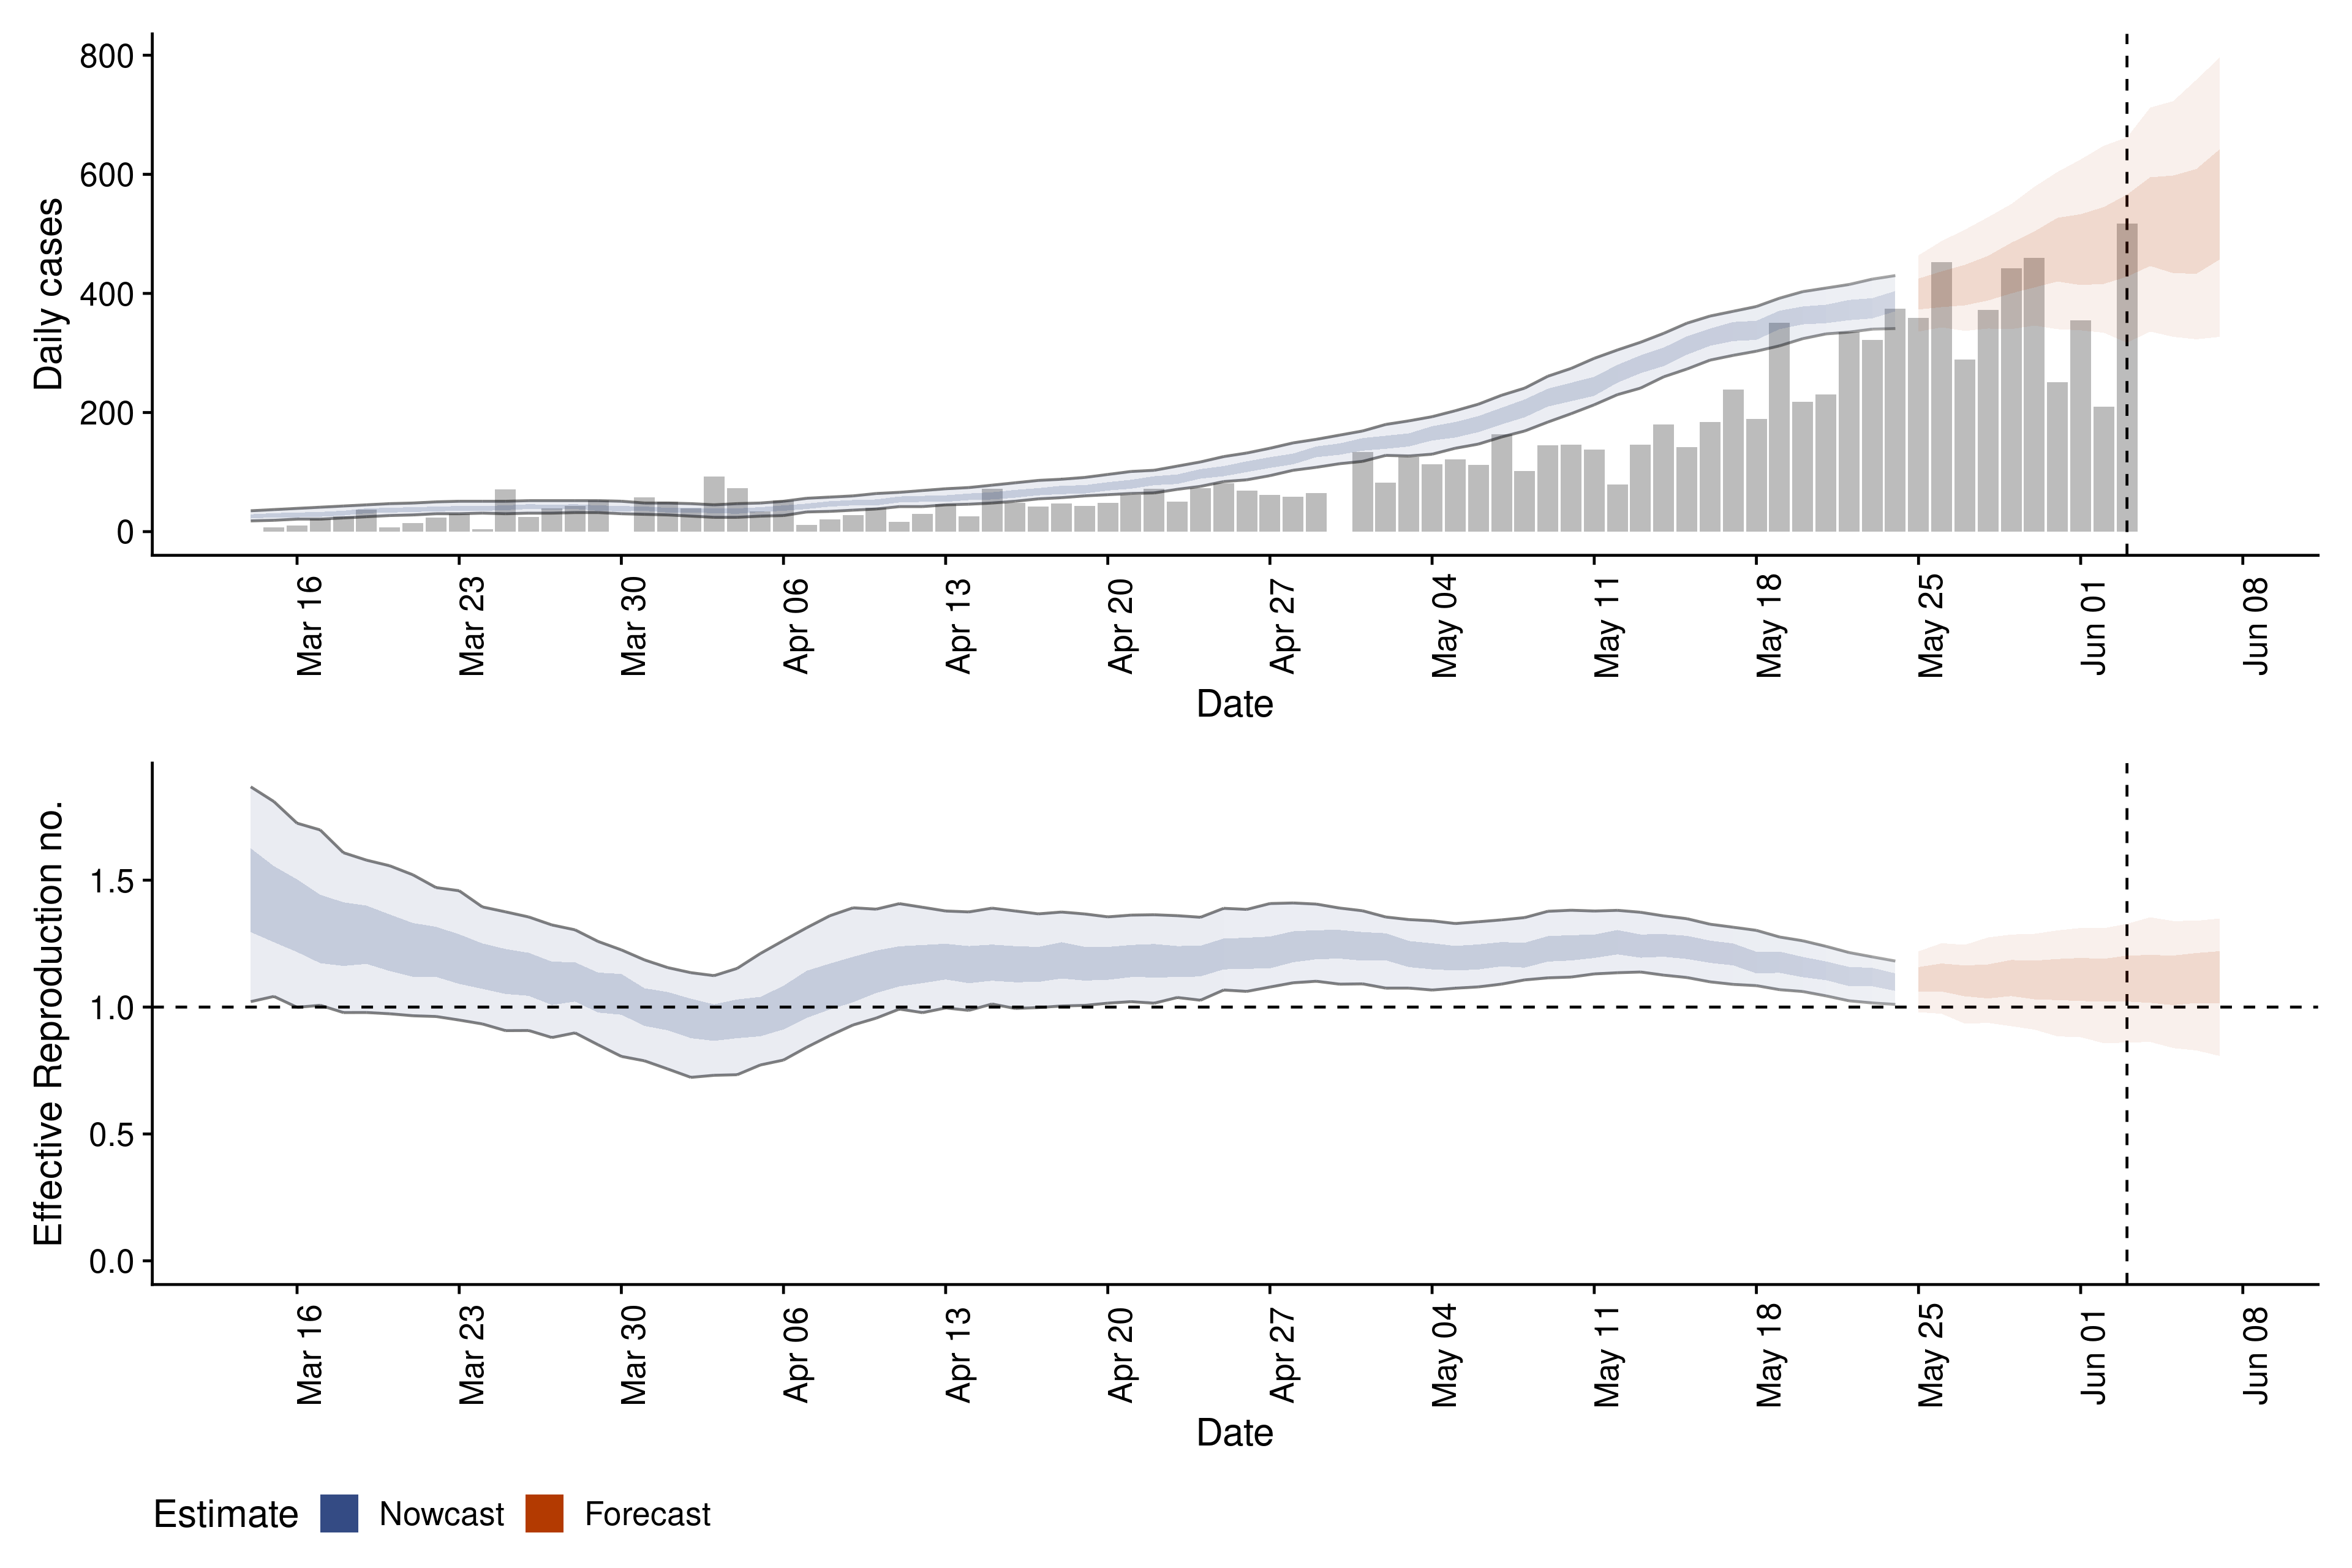 Daily cases
800
600
400
200
0
Mar 16
Mar 23
Mar 30
Apr 06
Apr 13
Apr 20
Apr 27
May 04
May 11
May 18
May 25
Jun 01
Jun 08
Date
Effective Reproduction no.
1.5
1.0
0.5
0.0
Mar 16
Mar 23
Mar 30
Apr 06
Apr 13
Apr 20
Apr 27
May 04
May 11
May 18
May 25
Jun 01
Jun 08
Date
Estimate Nowcast Forecast